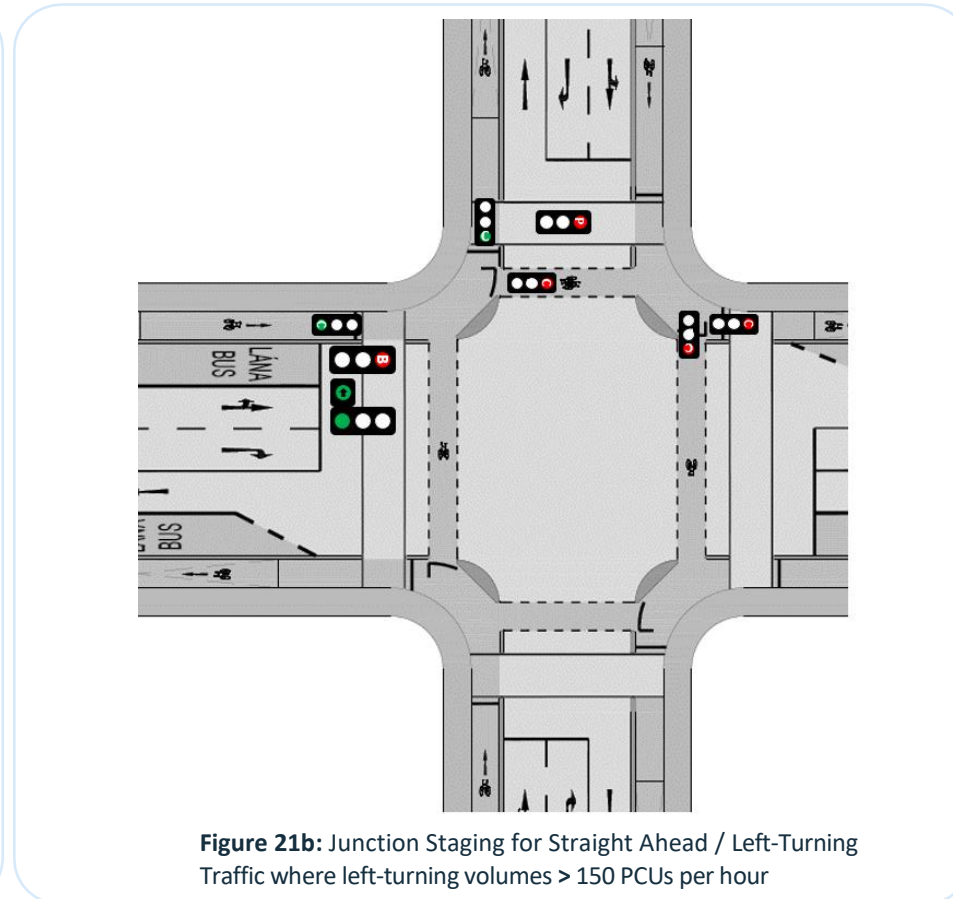 P
LÁNA
BUS
B
BUS
Figure 21b: Junction Staging for Straight Ahead / Left-Turning
Traffic where left-turning volumes > 150 PCUs per hour